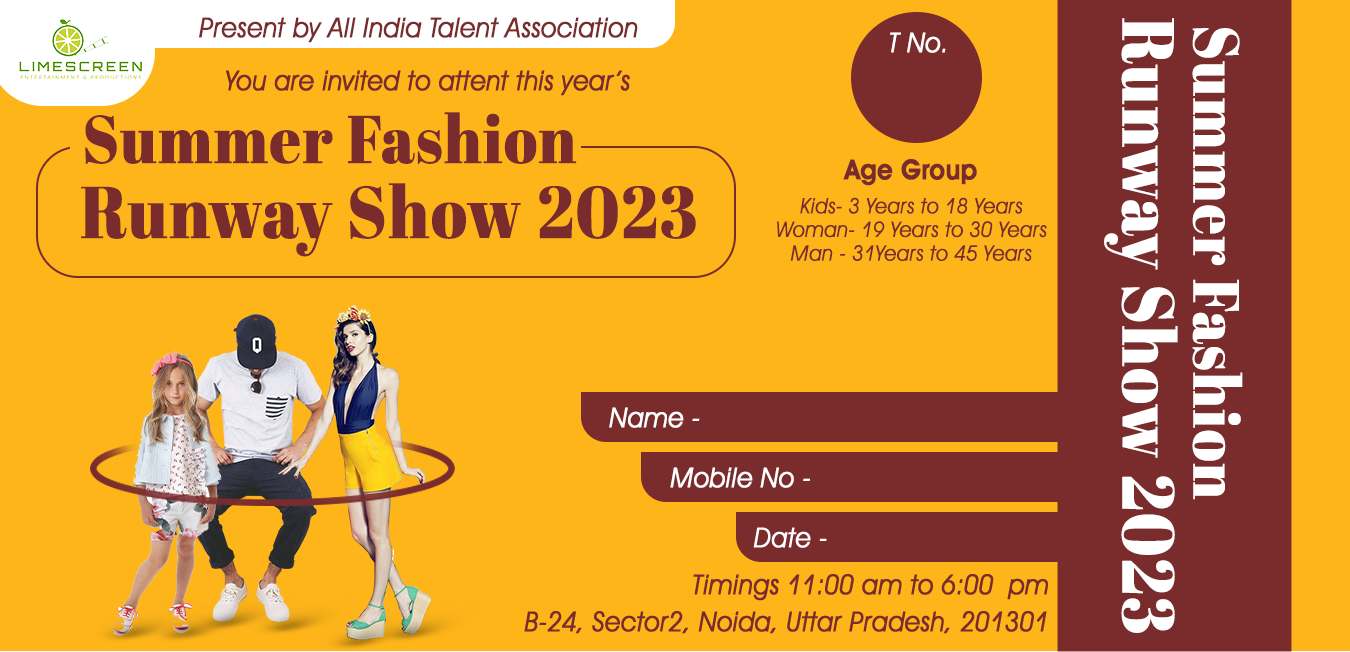 LIMESCREEN
ENTERTAINMENT & PRODUCTIONS
Present by All India Talent Association
You are invited to attent this year's
Summer Fashion
Runway Show 2023
T No.
Age Group
Kids- 3 Years to 18 Years
Woman- 19 Years to 30 Years
Man - 31Years to 45 Years
Q
Name -
Mobile No -
Date -
Timings 11:00 am to 6:00 pm
B-24, Sector2, Noida, Uttar Pradesh, 201301
Summer Fashion
Runway Show 2023